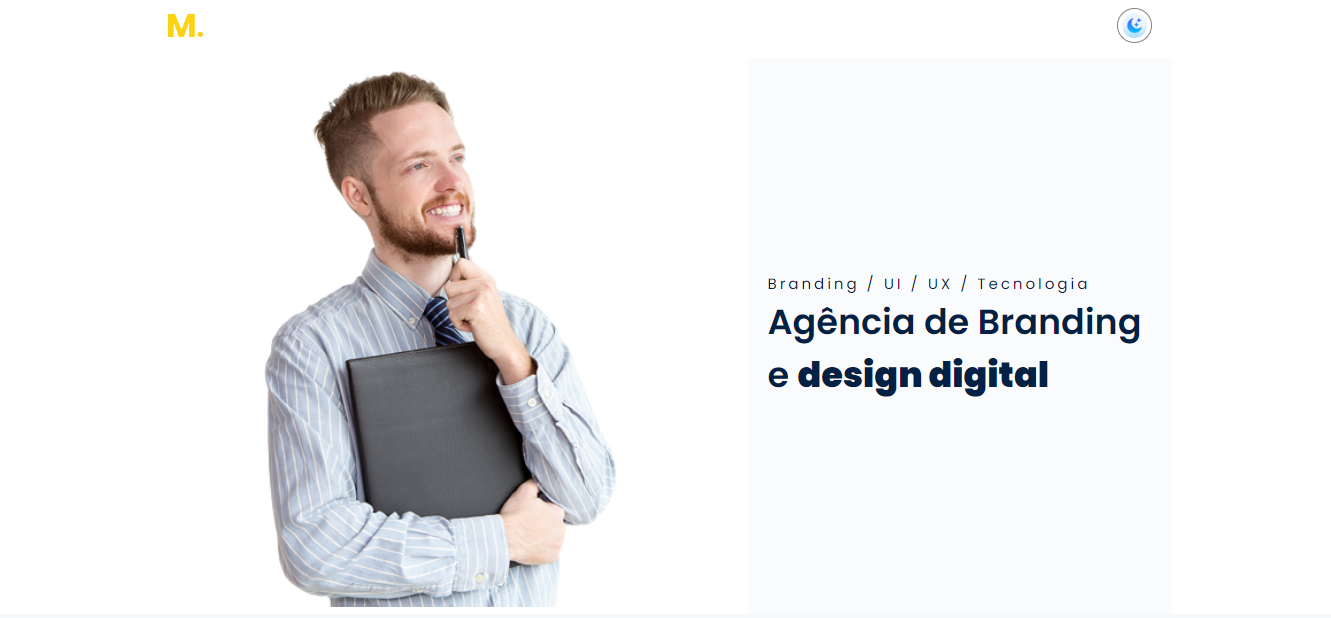 M.
Branding / UI / UX / Tecnologia
Agência de Branding
e design digital